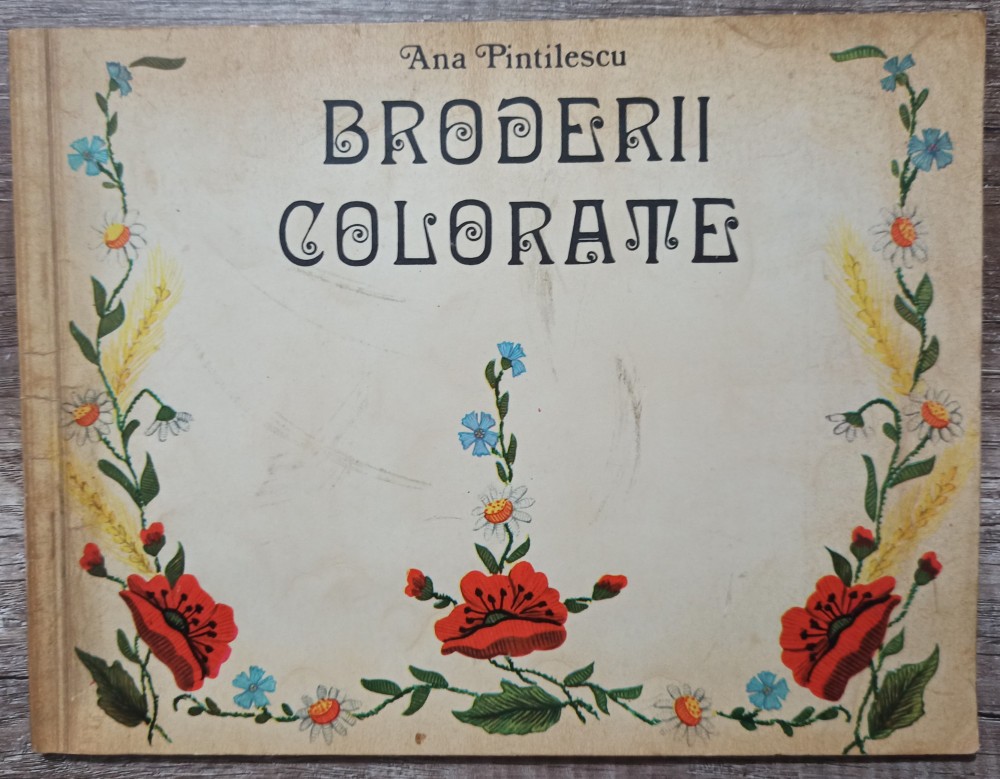 Ana Pintilescu
BRODERII
COLORATE